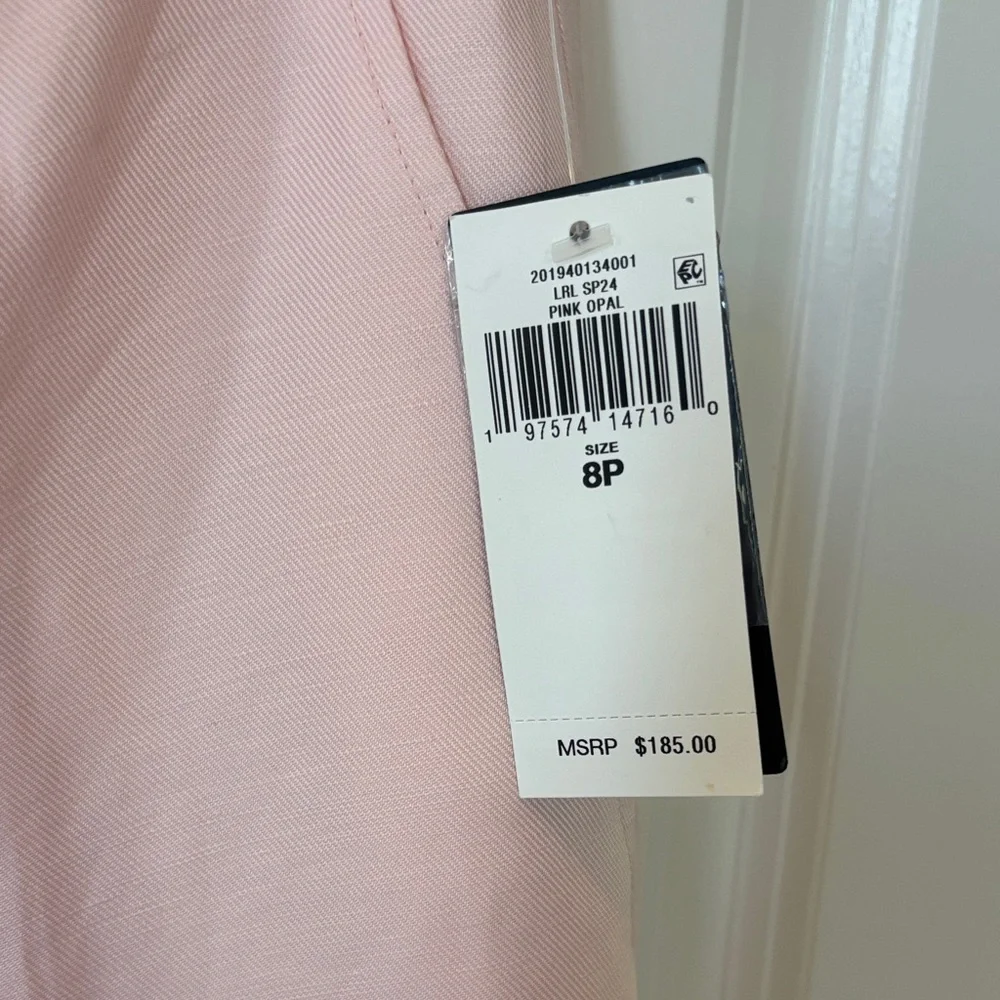 201940134001
LRL SP24
PINK OPAL
1 97574 14716 0
SIZE
8P
MSRP $185.00